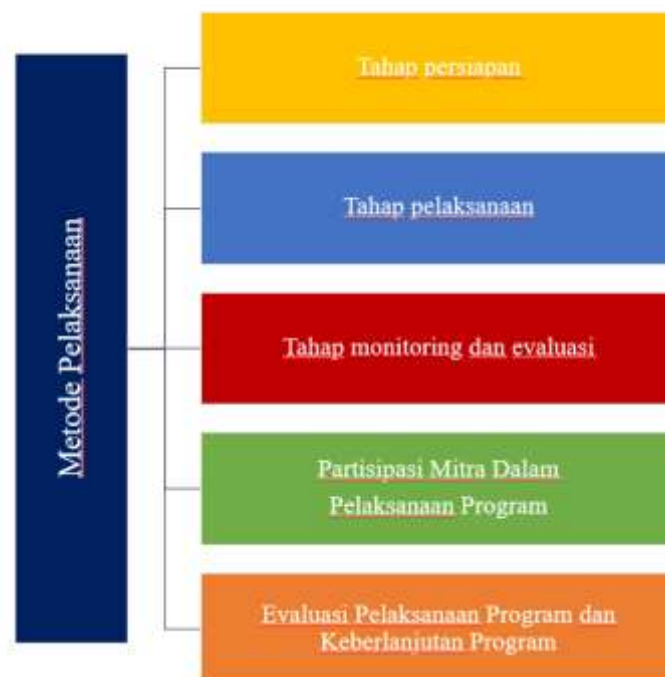 Metode Pelaksanaan
Tahap persiapan
Tahap pelaksanaan
Tahap monitoring dan evaluasi
Partisipasi Mitra Dalam
Pelaksanaan Program
Evaluasi Pelaksanaan Program dan
Keberlanjutan Program